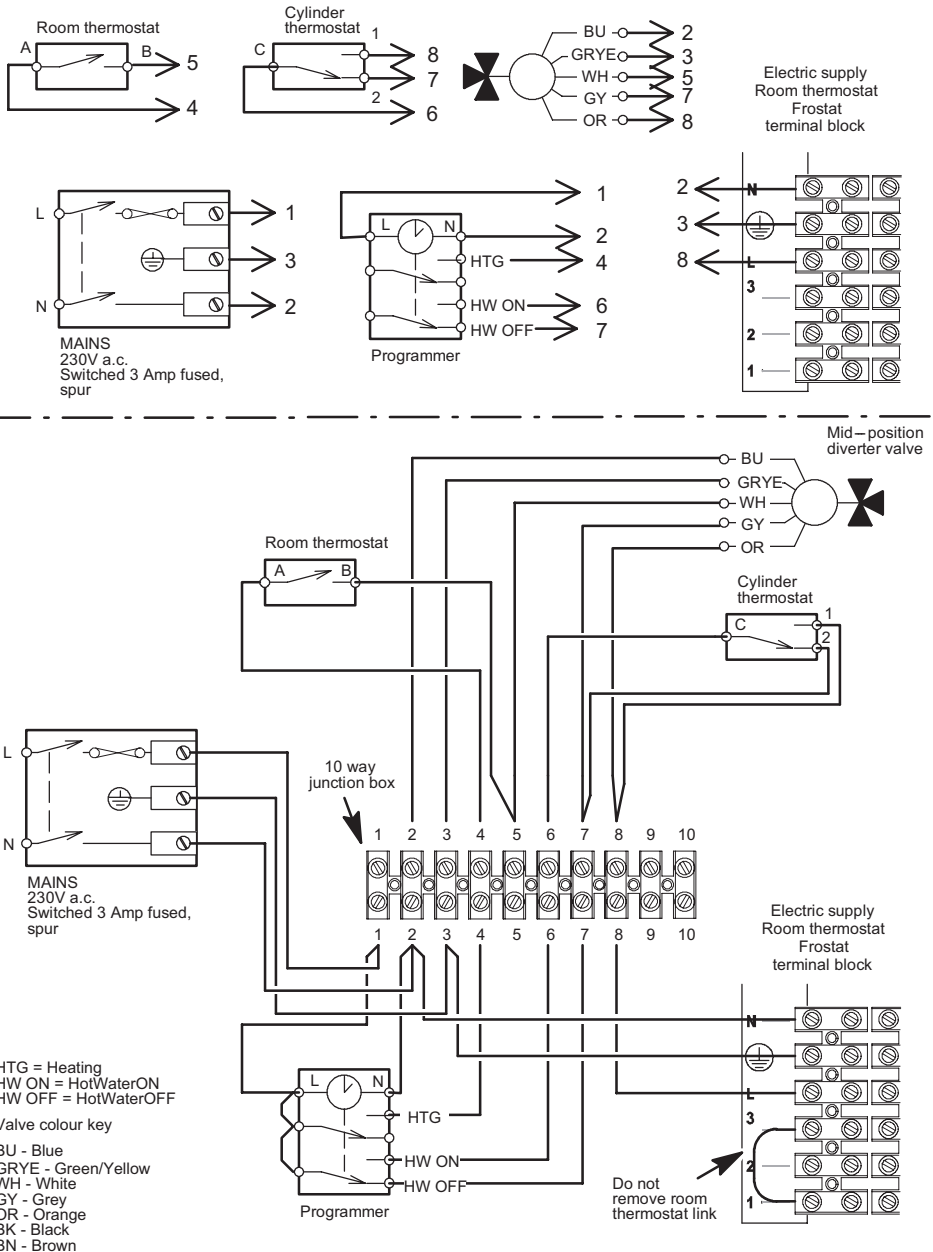 Room thermostat
A
B
5
4
Cylinder
thermostat
C
1
8
7
2
6
BU
2
GRYE
3
WH
5
GY
7
OR
8
Electric supply
Room thermostat
Frostat
terminal block
L
1
3
N
2
MAINS
230V a.c.
Switched 3 Amp fused,
spur
1
L
N
2
HTG
4
HW ON
6
HW OFF
7
Programmer
2
N
3
8
L
3
2
1
Mid–position
diverter valve
BU
GRYE
WH
GY
OR
Room thermostat
A
B
Cylinder
thermostat
C
1
2
L
N
MAINS
230V a.c.
Switched 3 Amp fused,
spur
10 way
junction box
1 2 3 4 5 6 7 8 9 10
1 2 3 4 5 6 7 8 9 10
Electric supply
Room thermostat
Frostat
terminal block
N
L
3
2
1
Do not
remove room
thermostat link
L
N
HTG
HW ON
HW OFF
Programmer
HTG = Heating
HW ON = HotWaterON
HW OFF = HotWaterOFF
Valve colour key
BU - Blue
GRYE - Green/Yellow
WH - White
GY - Grey
OR - Orange
BK - Black
BN - Brown